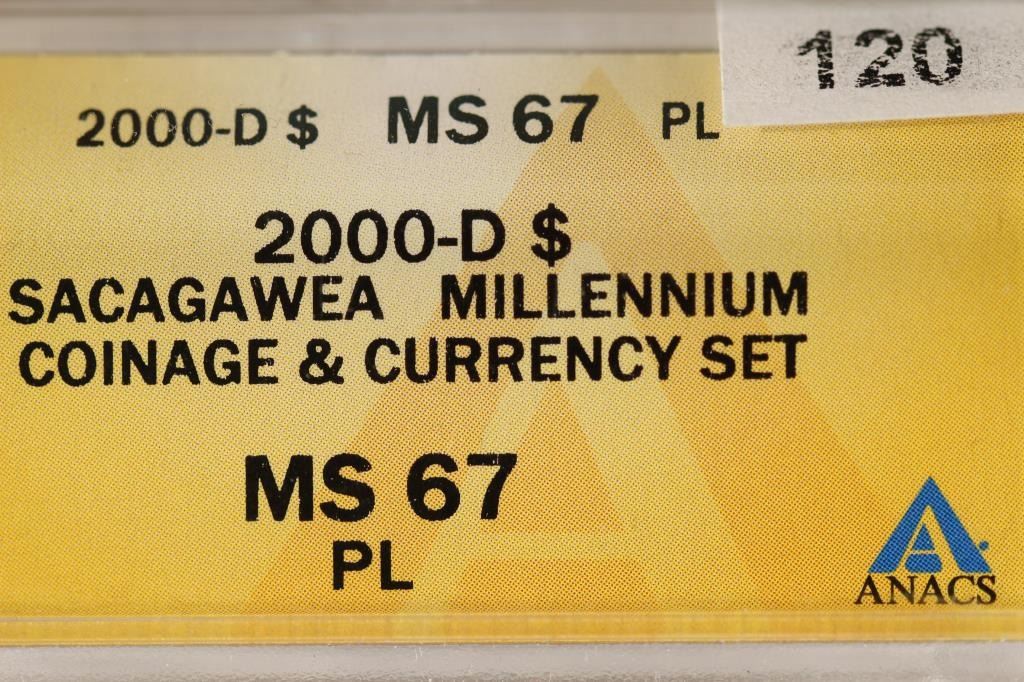 120
2000-D $ MS 67 PL
2000-D $
SACAGAWEA MILLENNIUM
COINAGE & CURRENCY SET
MS 67
PL
ANACS